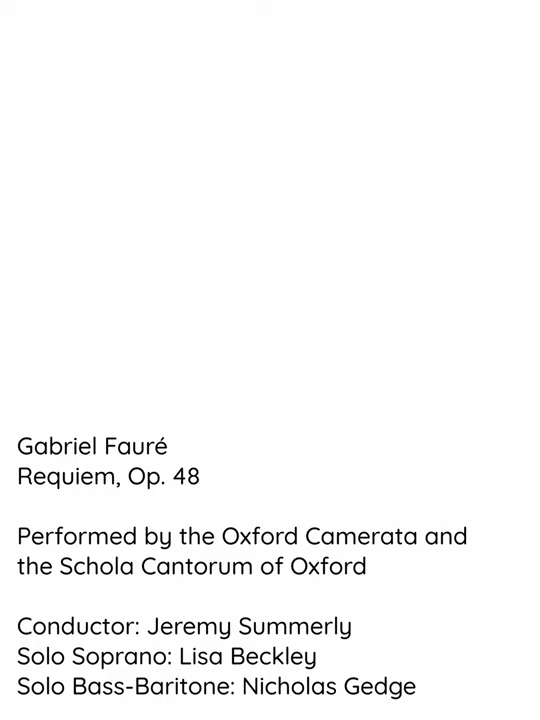 Gabriel Fauré
Requiem, Op. 48
Performed by the Oxford Camerata and
the Schola Cantorum of Oxford
Conductor: Jeremy Summerly
Solo Soprano: Lisa Beckley
Solo Bass-Baritone: Nicholas Gedge